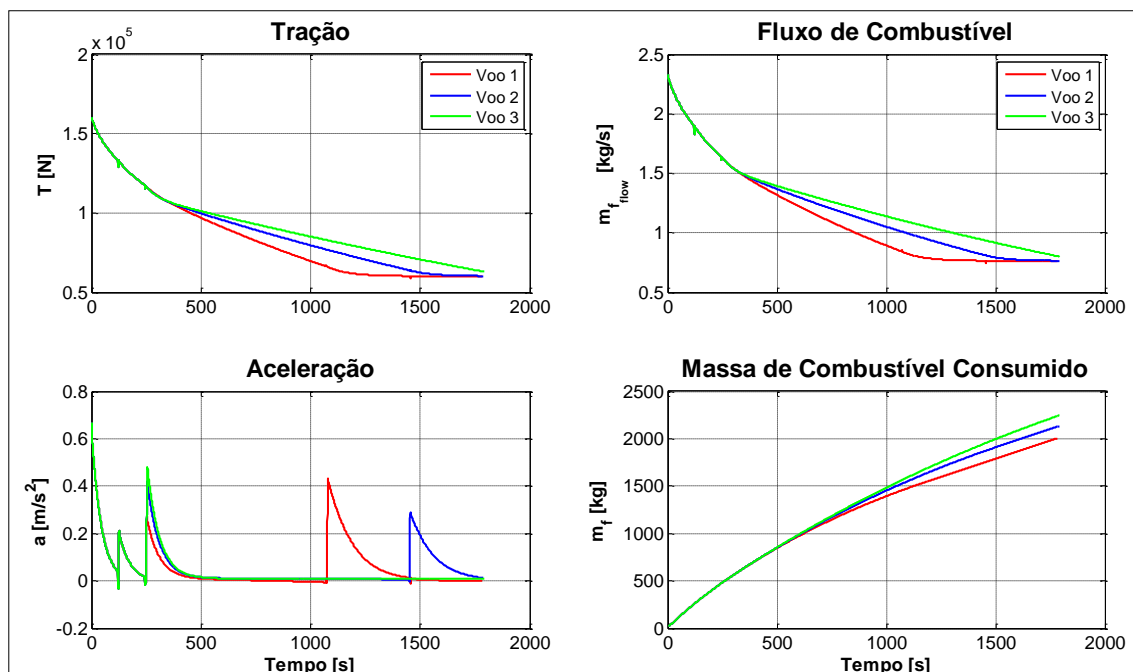 Tração
x 10⁵
2
1.5
1
0.5
T [N]
0 500 1000 1500 2000
Voo 1
Voo 2
Voo 3
Fluxo de Combustível
2.5
2
1.5
1
0.5
m_f_flow [kg/s]
0 500 1000 1500 2000
Voo 1
Voo 2
Voo 3
Aceleração
0.8
0.6
0.4
0.2
0
-0.2
a [m/s²]
0 500 1000 1500 2000
Tempo [s]
Massa de Combustível Consumido
2500
2000
1500
1000
500
0
m_f [kg]
0 500 1000 1500 2000
Tempo [s]